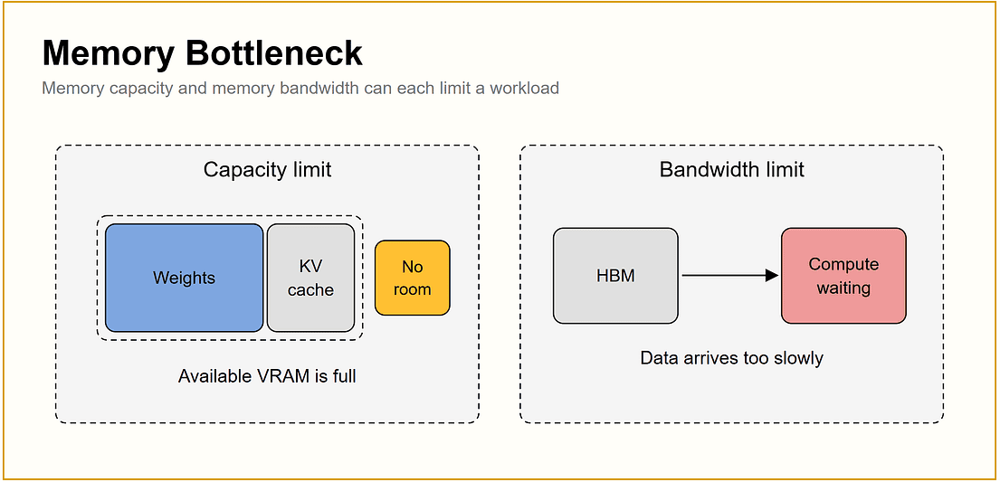 Memory Bottleneck
Memory capacity and memory bandwidth can each limit a workload
Capacity limit
Weights
KV
cache
No
room
Available VRAM is full
Bandwidth limit
HBM
Compute
waiting
Data arrives too slowly